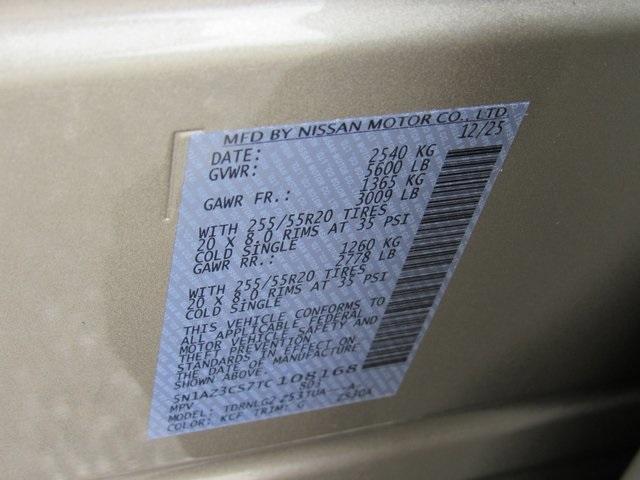 MFD BY NISSAN MOTOR CO., LTD.
DATE: 12/25
GVWR: 2540 KG
5600 LB
GAWR FR.: 1365 KG
3009 LB
WITH 255/55R20 TIRES
20 X 8.0 RIMS AT 35 PSI
COLD SINGLE
GAWR RR.: 1260 KG
2778 LB
WITH 255/55R20 TIRES
20 X 8.0 RIMS AT 35 PSI
COLD SINGLE
THIS VEHICLE CONFORMS TO
ALL APPLICABLE FEDERAL
MOTOR VEHICLE SAFETY AND
THEFT PREVENTION
STANDARDS IN EFFECT ON
THE DATE OF MANUFACTURE
SHOWN ABOVE.
5N1AZ3CS7TC108168
MPV
MODEL: TDRNLG2
COLOR: KCF TRIM: G